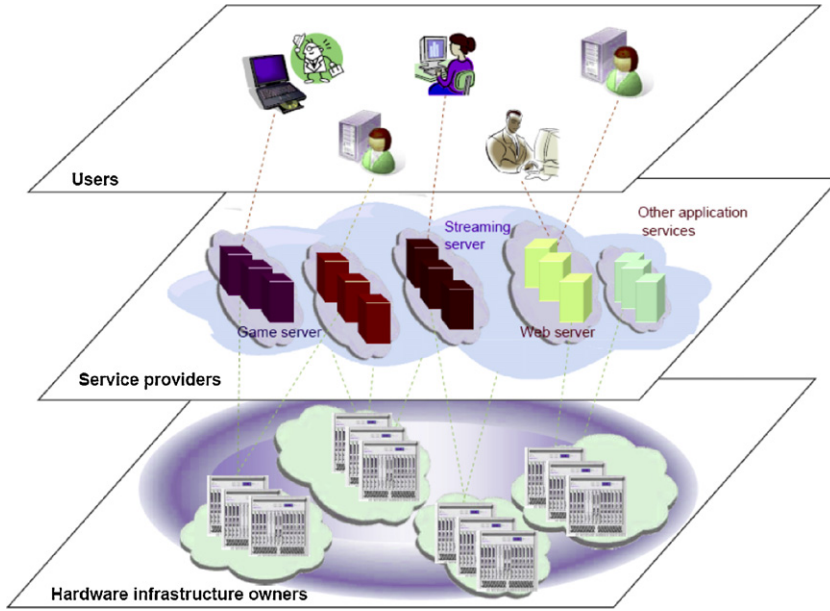 Users
Streaming
server
Other application
services
Game server
Web server
Service providers
Hardware infrastructure owners